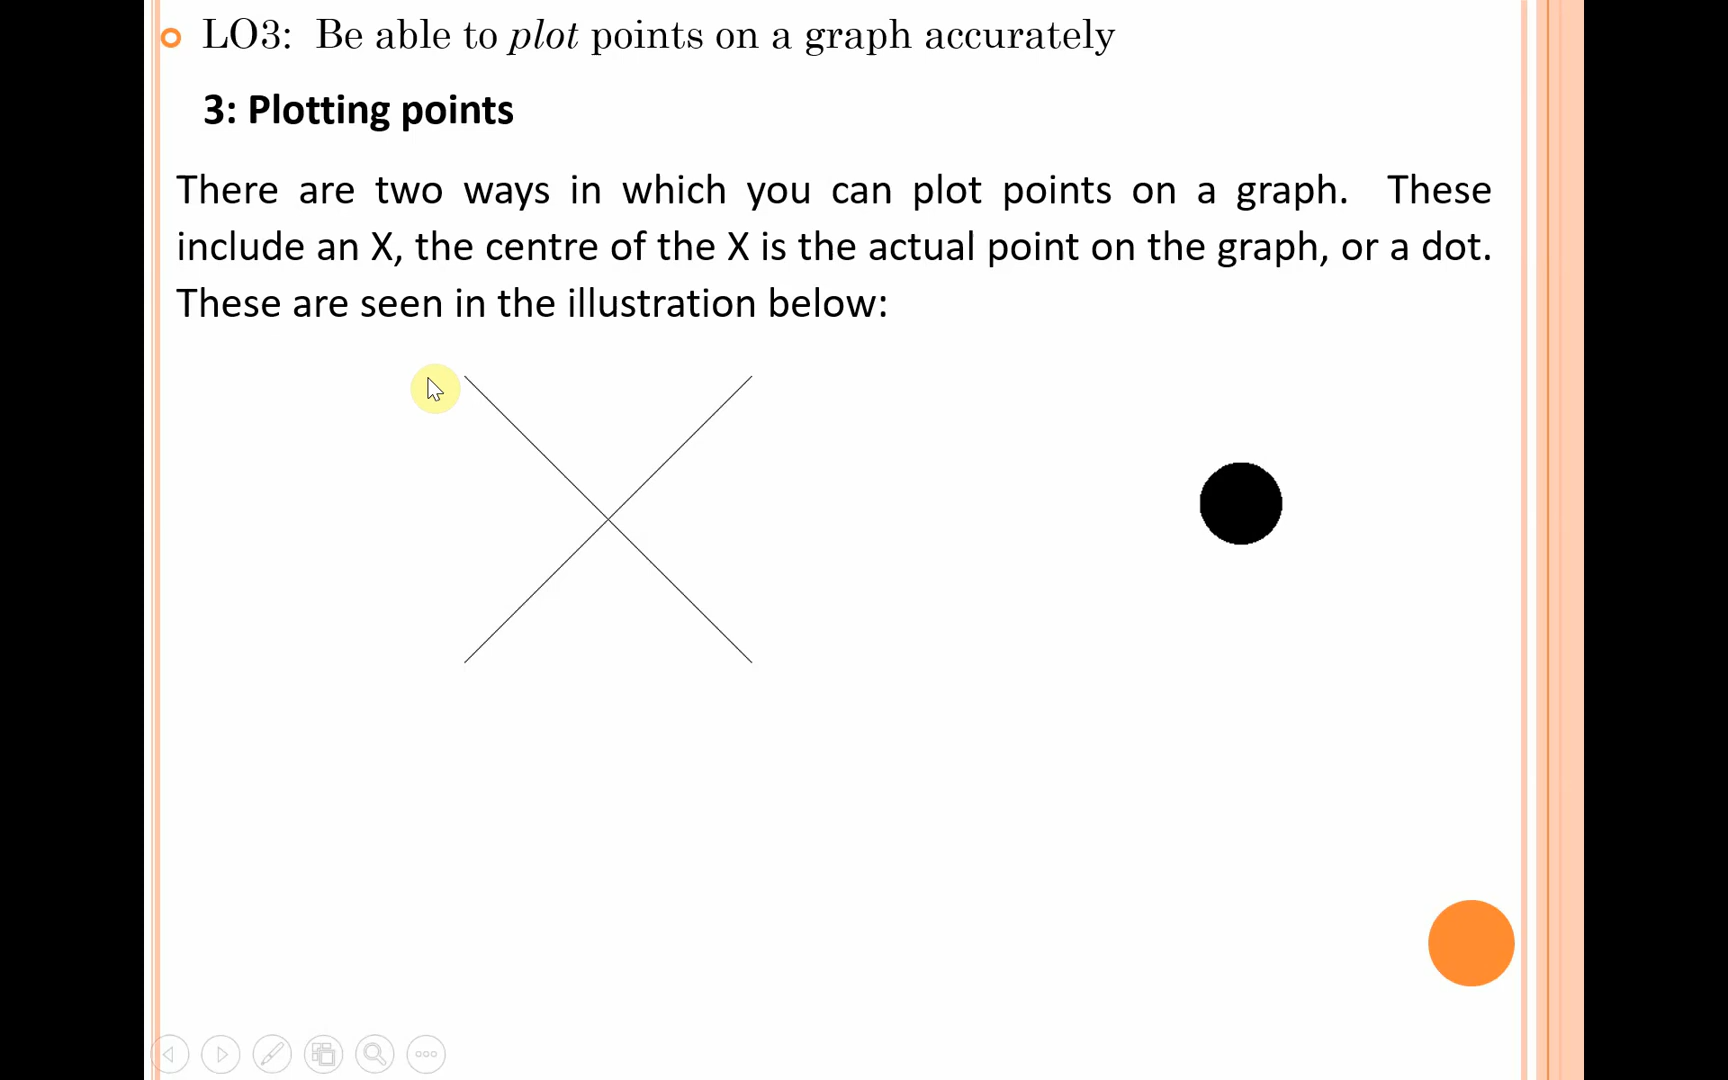 LO3: Be able to plot points on a graph accurately
3: Plotting points
There are two ways in which you can plot points on a graph. These
include an X, the centre of the X is the actual point on the graph, or a dot.
These are seen in the illustration below: